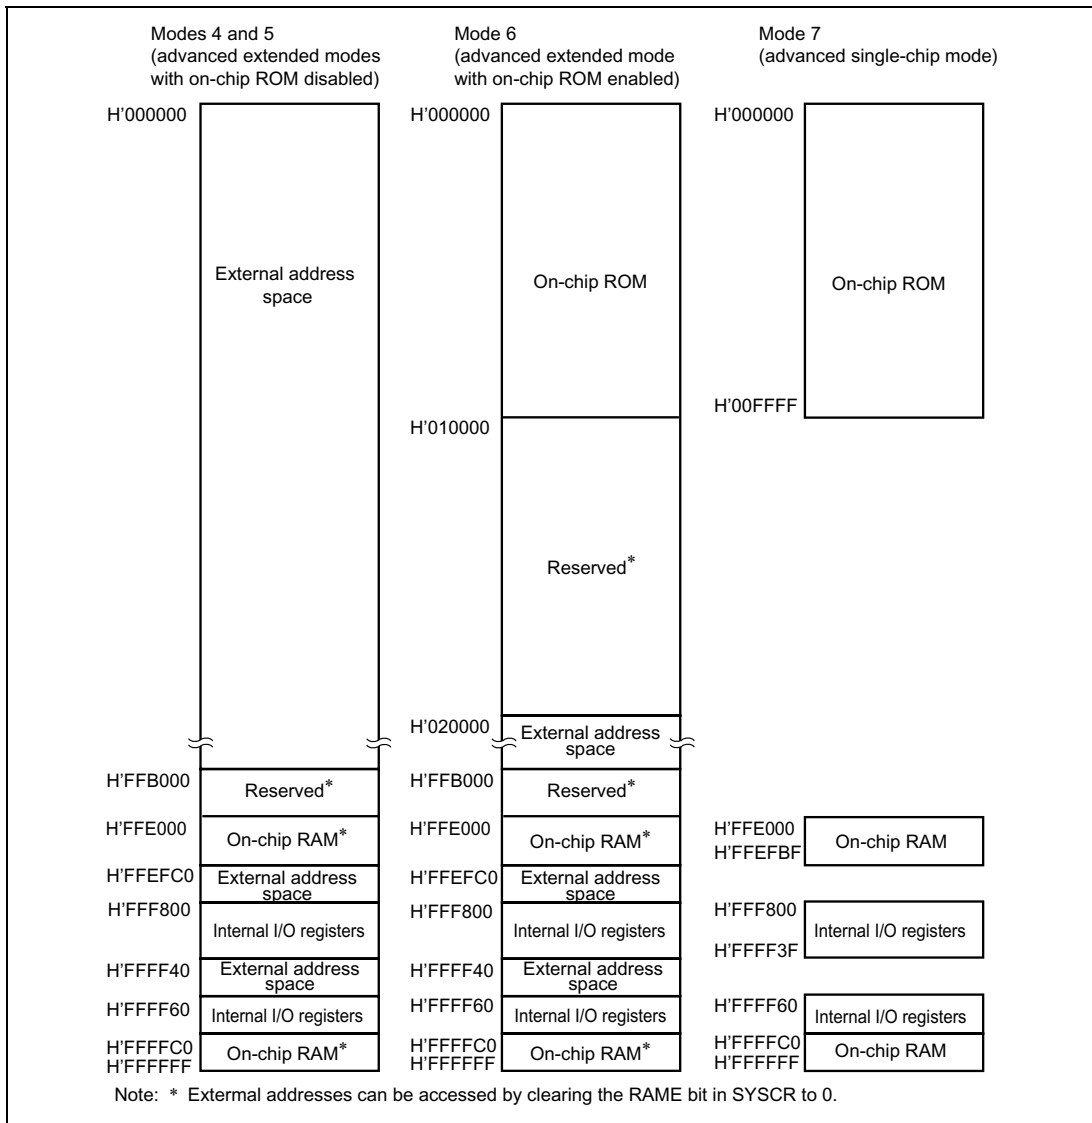 Modes 4 and 5
(advanced extended modes
with on-chip ROM disabled)
H'000000
External address
space
H'FFB000
Reserved*
H'FFE000
On-chip RAM*
H'FFEFC0
External address
space
H'FFF800
Internal I/O registers
H'FFFF40
External address
space
H'FFFF60
Internal I/O registers
H'FFFFC0
On-chip RAM*
H'FFFFFF
Mode 6
(advanced extended mode
with on-chip ROM enabled)
H'000000
On-chip ROM
H'010000
Reserved*
H'020000
External address
space
H'FFB000
Reserved*
H'FFE000
On-chip RAM*
H'FFEFC0
External address
space
H'FFF800
Internal I/O registers
H'FFFF40
External address
space
H'FFFF60
Internal I/O registers
H'FFFFC0
On-chip RAM*
H'FFFFFF
Mode 7
(advanced single-chip mode)
H'000000
On-chip ROM
H'00FFFF
H'FFE000
On-chip RAM
H'FFEFBF
H'FFF800
Internal I/O registers
H'FFFF3F
H'FFFF60
Internal I/O registers
H'FFFFC0
On-chip RAM
H'FFFFFF
Note: * Extermal addresses can be accessed by clearing the RAME bit in SYSCR to 0.